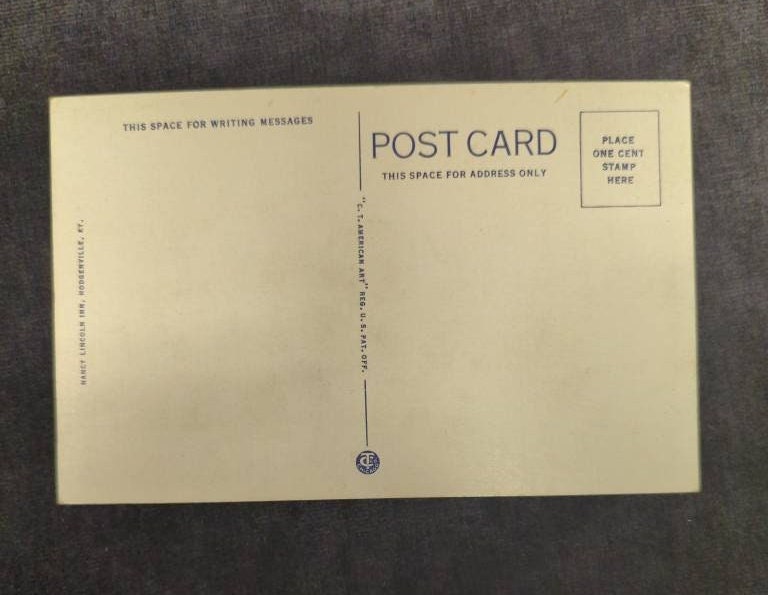 THIS SPACE FOR WRITING MESSAGES
POST CARD
THIS SPACE FOR ADDRESS ONLY
PLACE
ONE CENT
STAMP
HERE
NANCY LINCOLN INN, HODGENVILLE, KY.
"C. T. AMERICAN ART" REG. U. S. PAT. OFF.